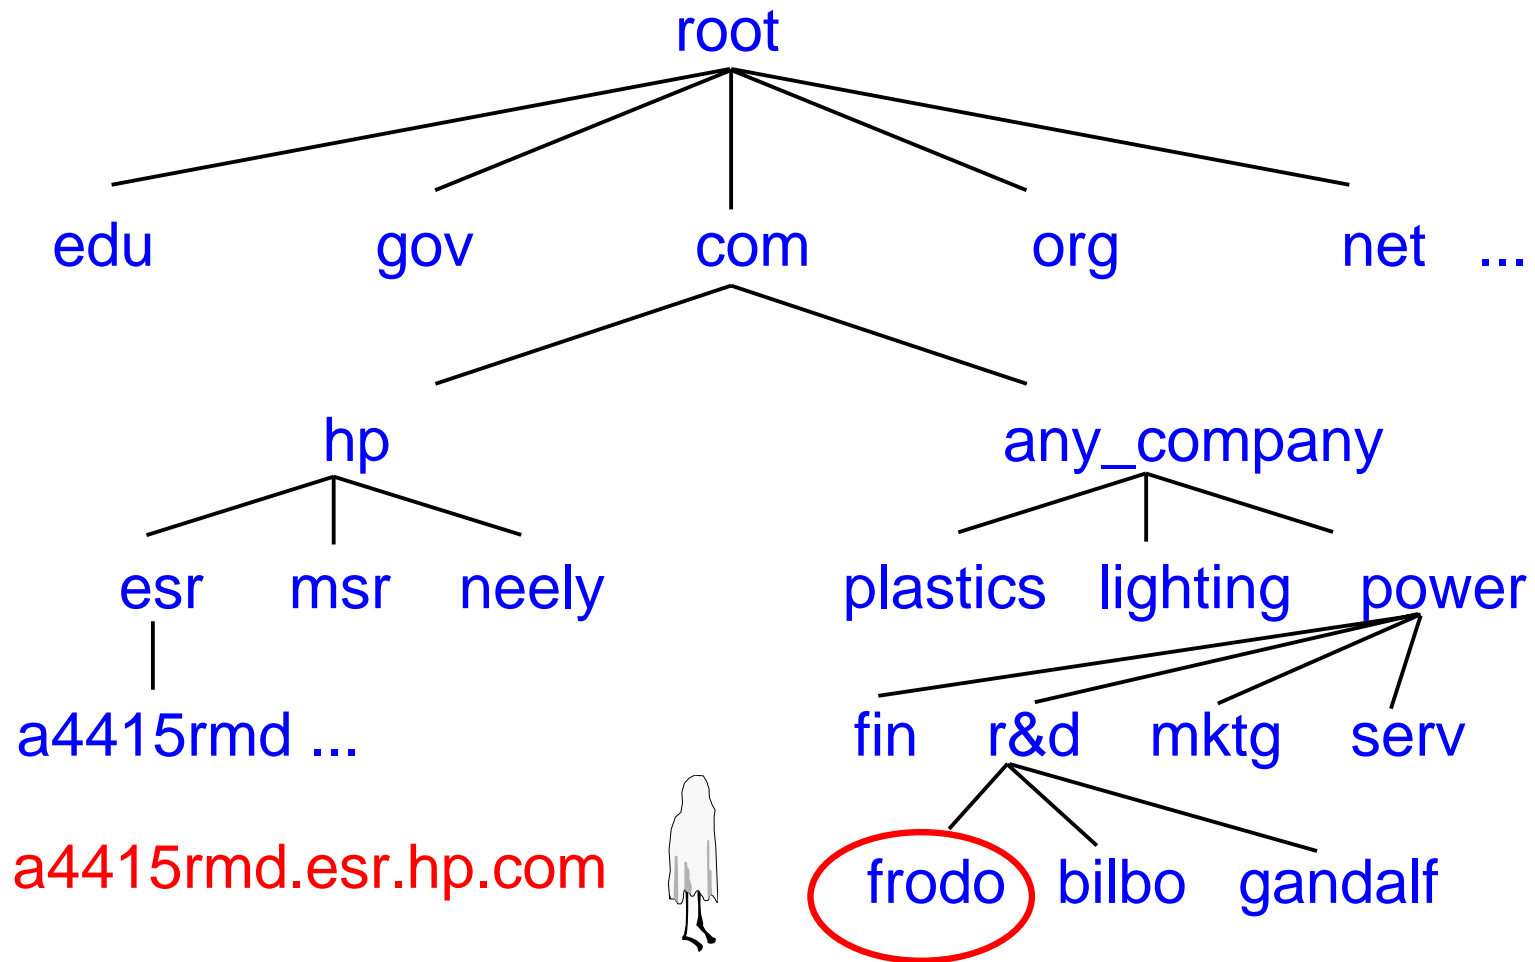 root
edu gov com org net ...
hp any_company
esr msr neely plastics lighting power
a4415rmd ... fin r&d mktg serv
a4415rmd.esr.hp.com frodo bilbo gandalf